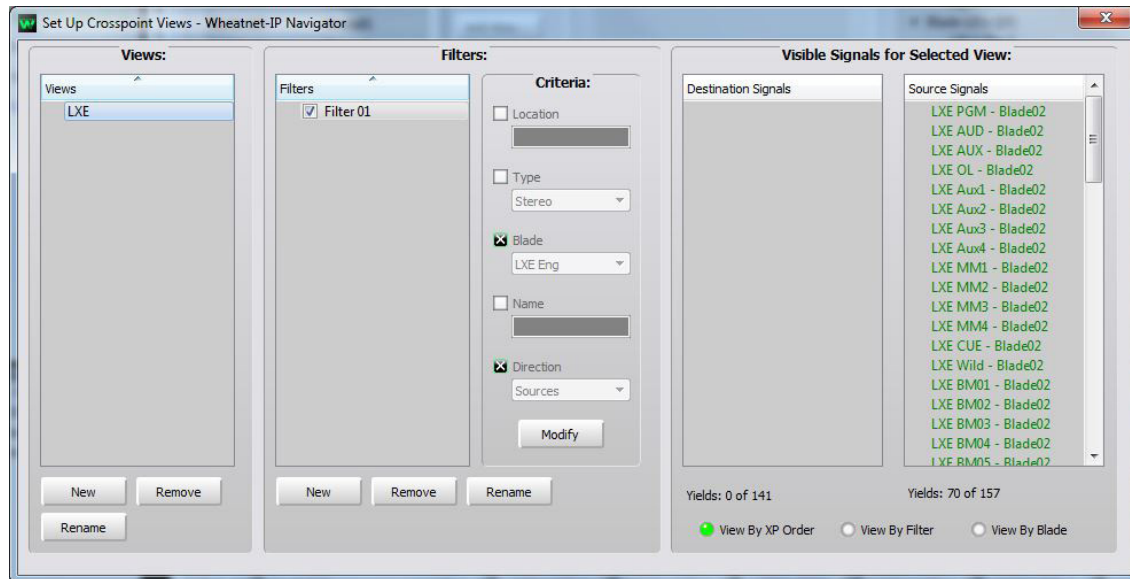 Set Up Crosspoint Views - Wheatnet-IP Navigator
Views:
Views
LXE
New
Remove
Rename
Filters:
Filters
Filter 01
New
Remove
Rename
Criteria:
Location
Type
Stereo
Blade
LXE Eng
Name
Direction
Sources
Modify
Visible Signals for Selected View:
Destination Signals
Yields: 0 of 141
Source Signals
LXE PGM - Blade02
LXE AUD - Blade02
LXE AUX - Blade02
LXE OL - Blade02
LXE Aux1 - Blade02
LXE Aux2 - Blade02
LXE Aux3 - Blade02
LXE Aux4 - Blade02
LXE MM1 - Blade02
LXE MM2 - Blade02
LXE MM3 - Blade02
LXE MM4 - Blade02
LXE CUE - Blade02
LXE Wild - Blade02
LXE BM01 - Blade02
LXE BM02 - Blade02
LXE BM03 - Blade02
LXE BM04 - Blade02
LXE BM05 - Blade02
Yields: 70 of 157
View By XP Order
View By Filter
View By Blade